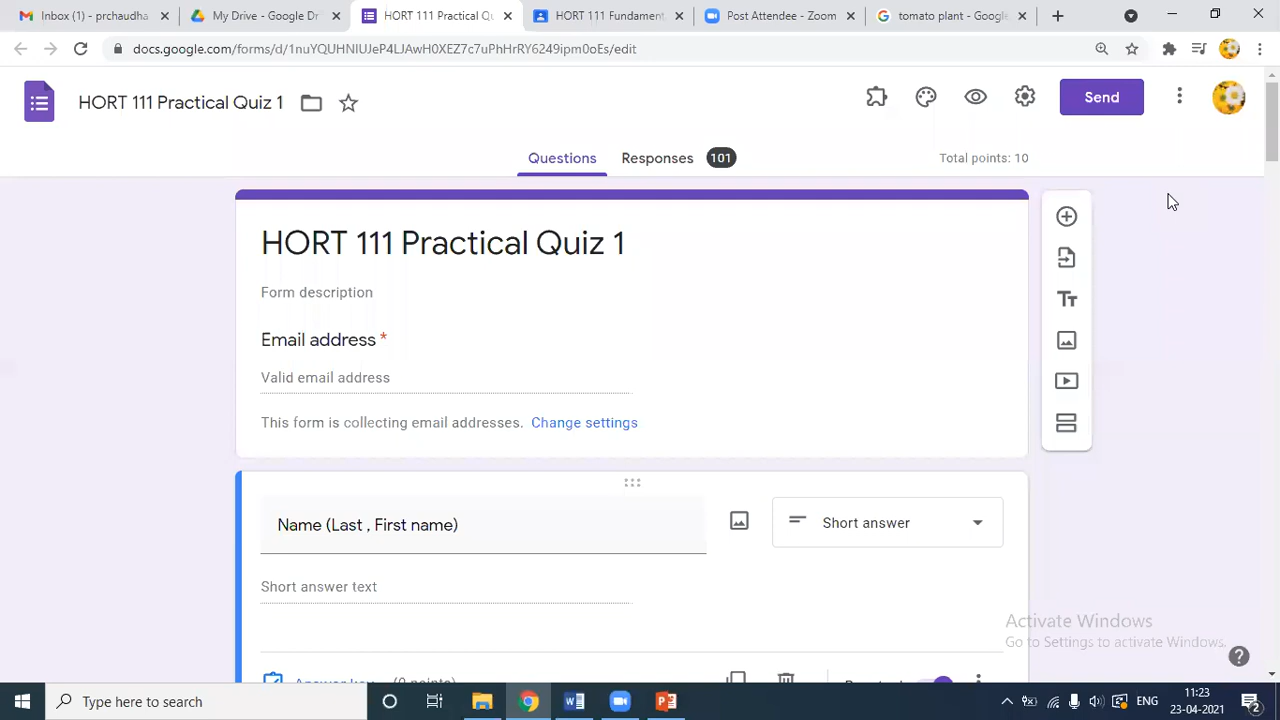 Inbox (1) - prchaudha
My Drive - Google Dr
HORT 111 Practical Qu
HORT 111 Fundament
Post Attendee - Zoom
tomato plant - Google
docs.google.com/forms/d/1nuYQUHNIUJeP4LJAwH0XEZ7c7uPhHrRY6249ipm0oEs/edit
HORT 111 Practical Quiz 1
Send
Questions
Responses 101
Total points: 10
HORT 111 Practical Quiz 1
Form description
Email address *
Valid email address
This form is collecting email addresses. Change settings
Name (Last , First name)
Short answer
Short answer text
Activate Windows
Go to Settings to activate Windows.
Type here to search
ENG
11:23
23-04-2021
2